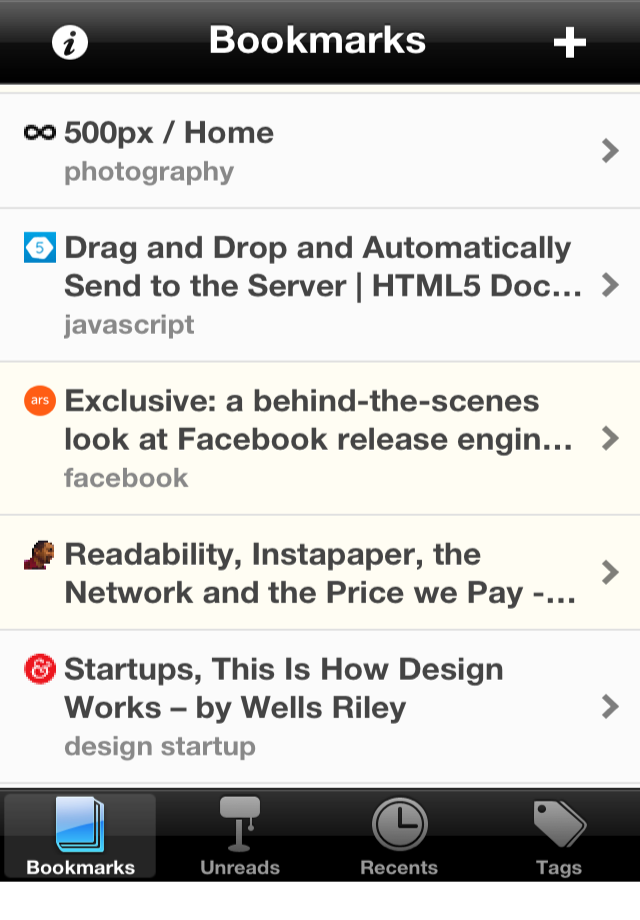 Bookmarks
500px / Home
photography
5
Drag and Drop and Automatically
Send to the Server | HTML5 Doc...
javascript
ars
Exclusive: a behind-the-scenes
look at Facebook release engin...
facebook
Readability, Instapaper, the
Network and the Price we Pay -...
&
Startups, This Is How Design
Works – by Wells Riley
design startup
Bookmarks
Unreads
Recents
Tags